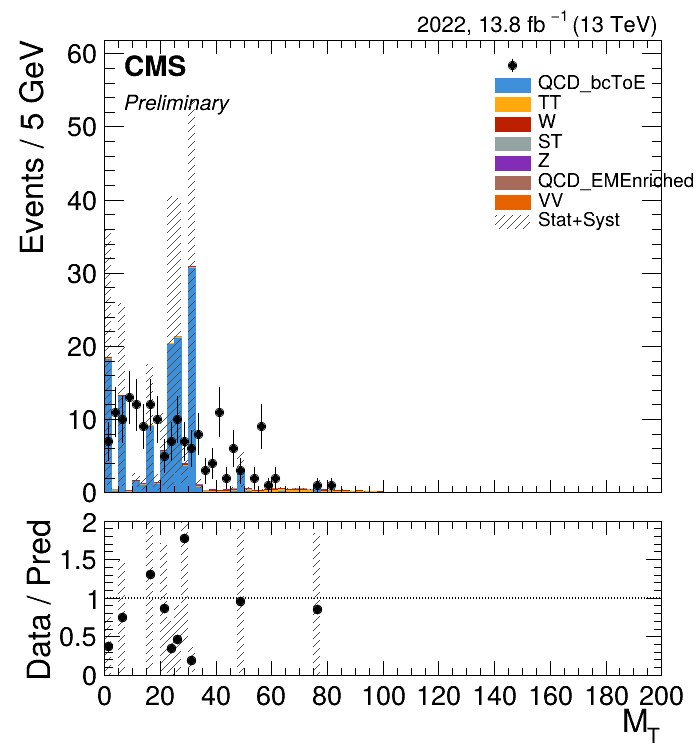 2022, 13.8 fb⁻¹ (13 TeV)
CMS
Preliminary
QCD_bcToE
TT
W
ST
Z
QCD_EMEnriched
VV
Stat+Syst
Events / 5 GeV
60
50
40
30
20
10
0
Data / Pred
2
1.5
1
0.5
0
0 20 40 60 80 100 120 140 160 180 200
M_T